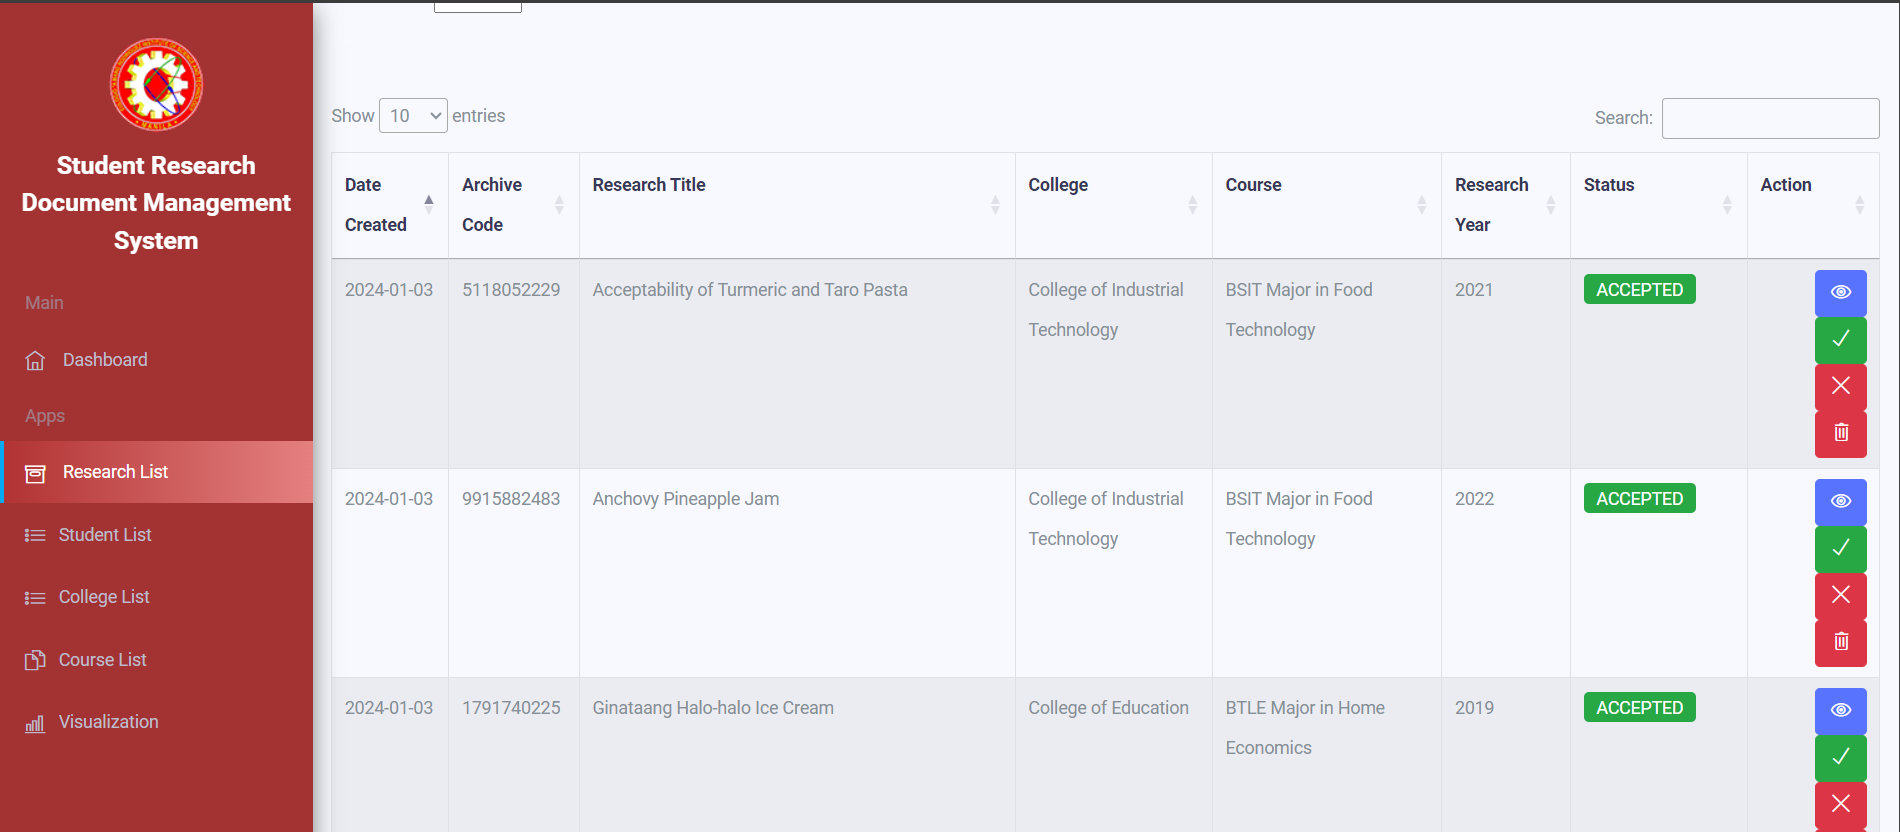 Student Research
Document Management
System
Main
Dashboard
Apps
Research List
Student List
College List
Course List
Visualization
Show 10 entries
Search:
Date Created
Archive Code
Research Title
College
Course
Research Year
Status
Action
2024-01-03
5118052229
Acceptability of Turmeric and Taro Pasta
College of Industrial
Technology
BSIT Major in Food
Technology
2021
ACCEPTED
2024-01-03
9915882483
Anchovy Pineapple Jam
College of Industrial
Technology
BSIT Major in Food
Technology
2022
ACCEPTED
2024-01-03
1791740225
Ginataang Halo-halo Ice Cream
College of Education
BTLE Major in Home
Economics
2019
ACCEPTED